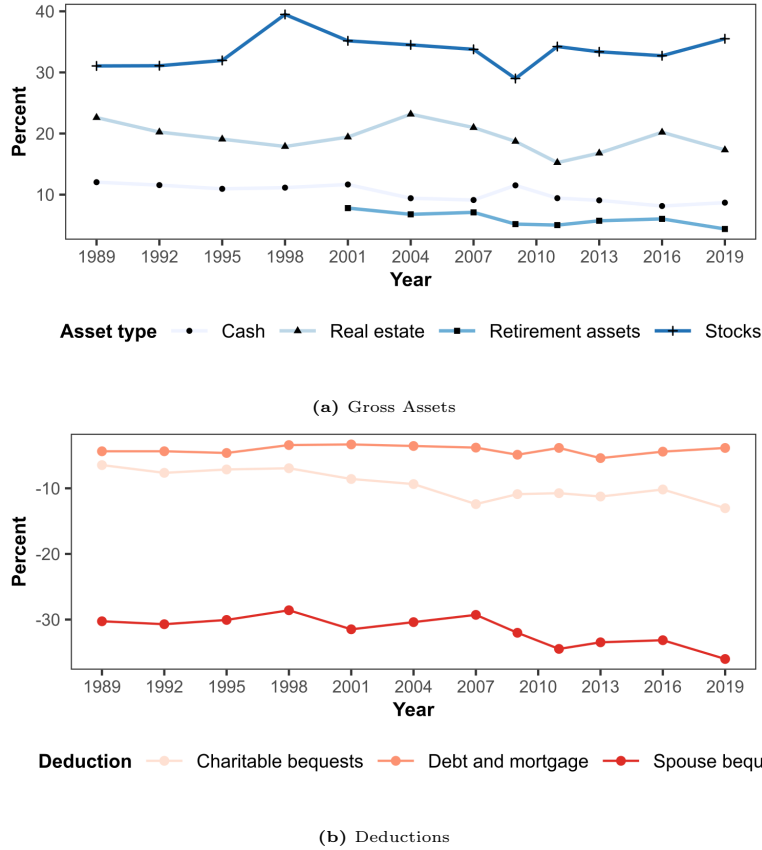 40
30
20
10
Percent
1989 1992 1995 1998 2001 2004 2007 2010 2013 2016 2019
Year
Asset type Cash Real estate Retirement assets Stocks
(a) Gross Assets
-10
-20
-30
Percent
1989 1992 1995 1998 2001 2004 2007 2010 2013 2016 2019
Year
Deduction Charitable bequests Debt and mortgage Spouse bequ
(b) Deductions